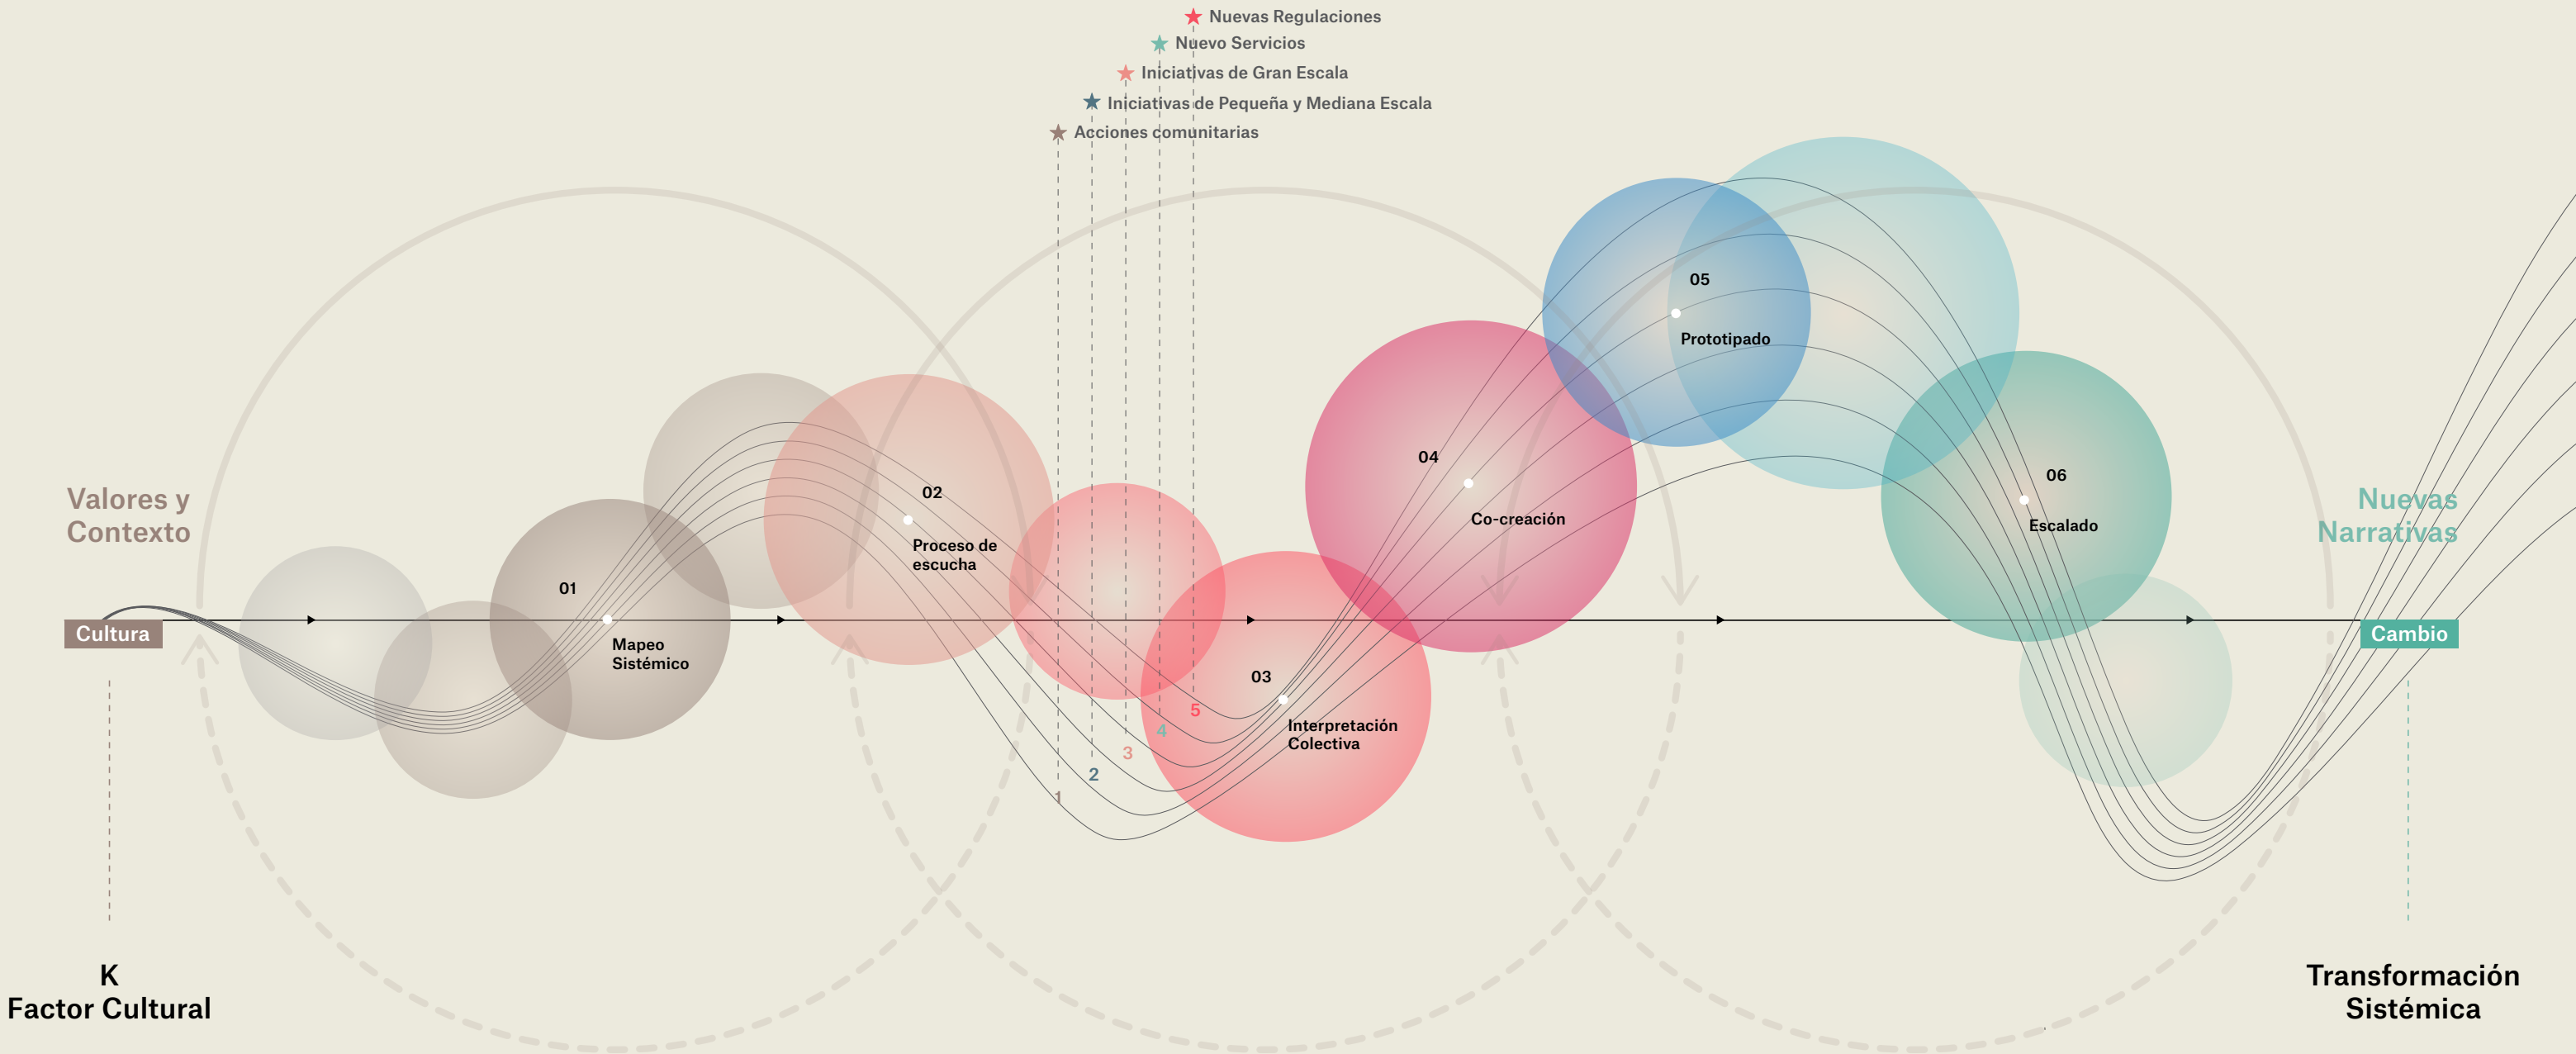 Nuevas Regulaciones
Nuevo Servicios
Iniciativas de Gran Escala
Iniciativas de Pequeña y Mediana Escala
Acciones comunitarias
Valores y
Contexto
Cultura
K
Factor Cultural
01
Mapeo
Sistémico
02
Proceso de
escucha
1
2
3
4
5
03
Interpretación
Colectiva
04
Co-creación
05
Prototipado
06
Escalado
Nuevas
Narrativas
Cambio
Transformación
Sistémica